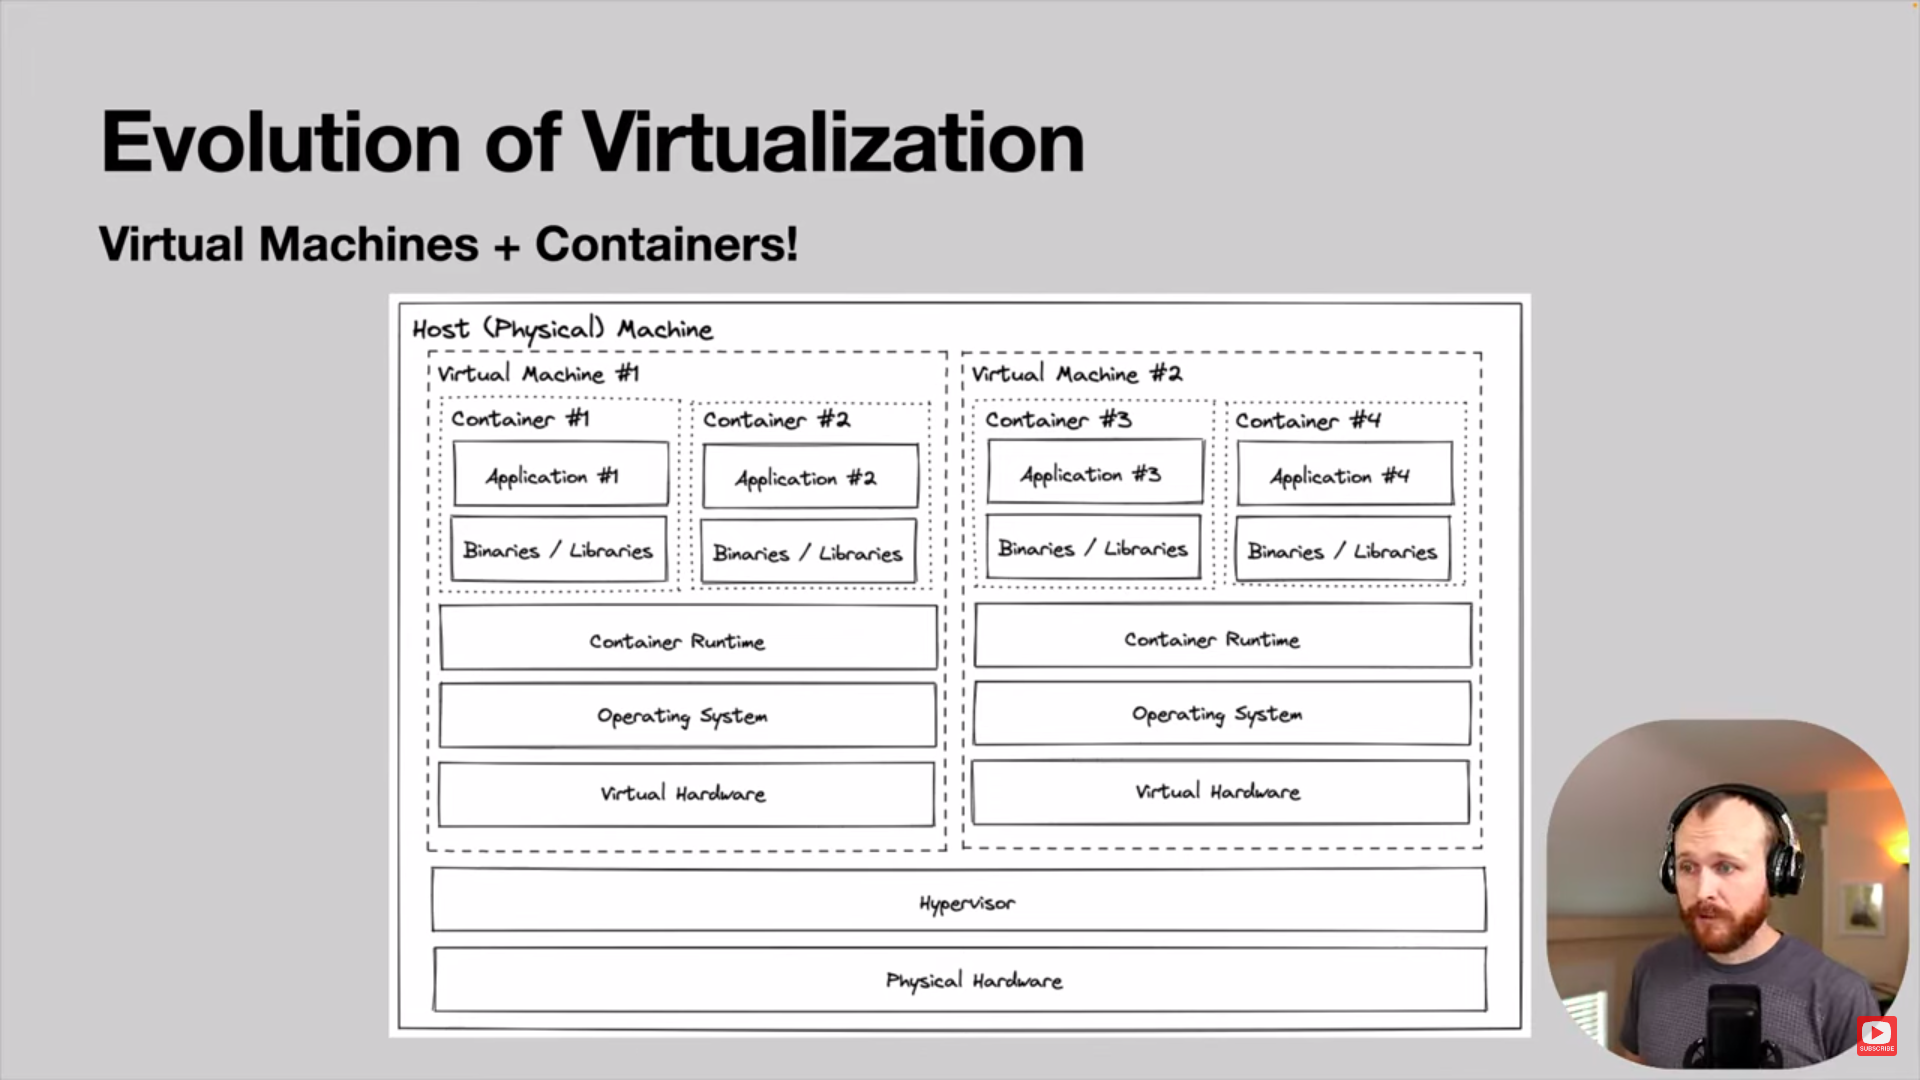 Evolution of Virtualization
Virtual Machines + Containers!
Host (Physical) Machine
Virtual Machine #1
Container #1
Application #1
Binaries / Libraries
Container #2
Application #2
Binaries / Libraries
Container Runtime
Operating System
Virtual Hardware
Virtual Machine #2
Container #3
Application #3
Binaries / Libraries
Container #4
Application #4
Binaries / Libraries
Container Runtime
Operating System
Virtual Hardware
Hypervisor
Physical Hardware
SUBSCRIBE